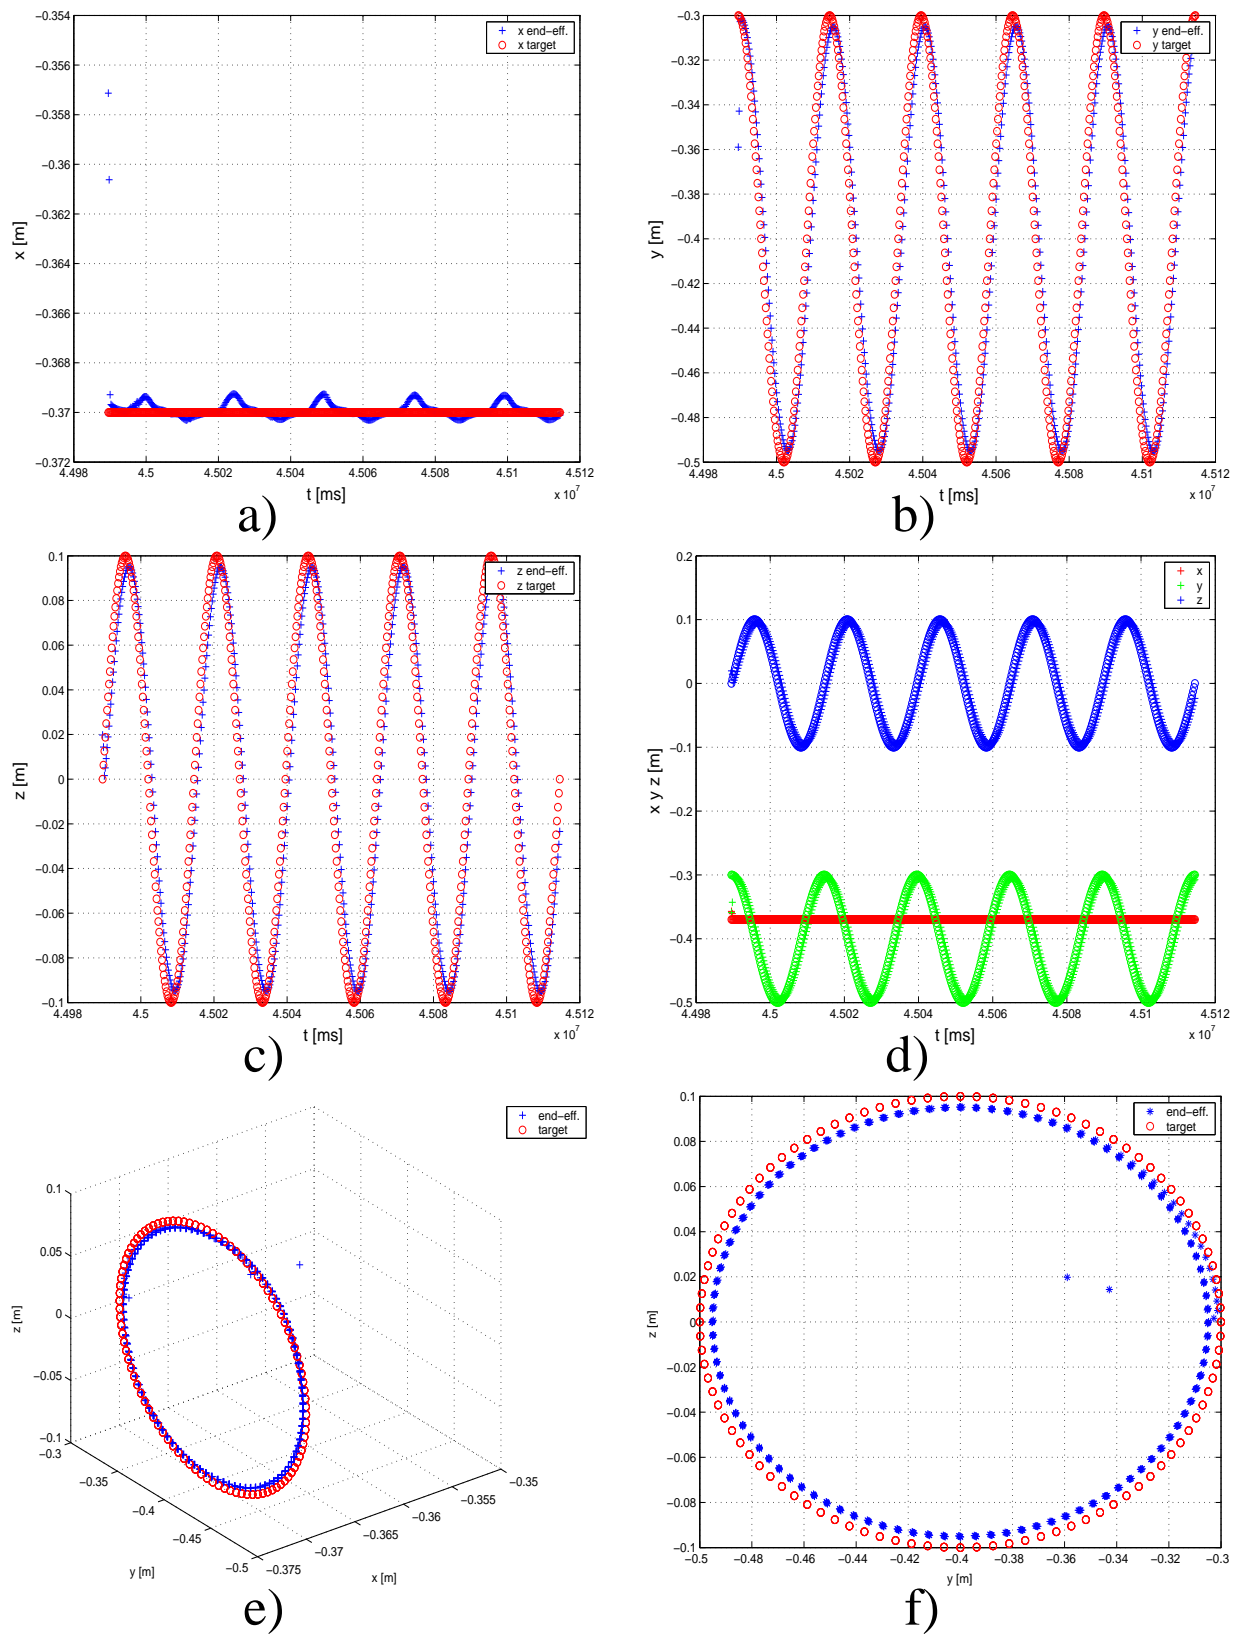 −0.354
−0.356
−0.358
−0.36
−0.362
−0.364
−0.366
−0.368
−0.37
−0.372
x [m]
x end−eff.
x target
4.498 4.5 4.502 4.504 4.506 4.508 4.51 4.512
t [ms]
x 10^7
a)
−0.3
−0.32
−0.34
−0.36
−0.38
−0.4
−0.42
−0.44
−0.46
−0.48
−0.5
y [m]
y end−eff.
y target
4.498 4.5 4.502 4.504 4.506 4.508 4.51 4.512
t [ms]
x 10^7
b)
0.1
0.08
0.06
0.04
0.02
0
−0.02
−0.04
−0.06
−0.08
−0.1
z [m]
z end−eff.
z target
4.498 4.5 4.502 4.504 4.506 4.508 4.51 4.512
t [ms]
x 10^7
c)
0.2
0.1
0
−0.1
−0.2
−0.3
−0.4
−0.5
x y z [m]
x
y
z
4.498 4.5 4.502 4.504 4.506 4.508 4.51 4.512
t [ms]
x 10^7
d)
end−eff.
target
0.1
0.05
0
−0.05
−0.1
z [m]
−0.3
−0.35
−0.4
−0.45
−0.5
y [m]
−0.375
−0.37
−0.365
−0.36
−0.355
−0.35
x [m]
e)
0.1
0.08
0.06
0.04
0.02
0
−0.02
−0.04
−0.06
−0.08
−0.1
z [m]
end−eff.
target
−0.5 −0.48 −0.46 −0.44 −0.42 −0.4 −0.38 −0.36 −0.34 −0.32 −0.3
y [m]
f)